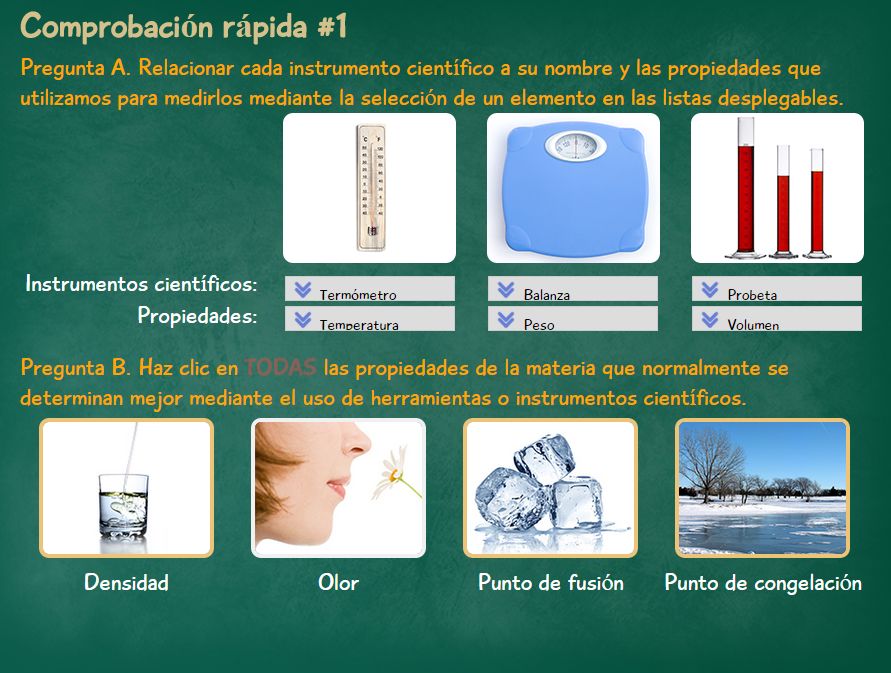 Comprobación rápida #1
Pregunta A. Relacionar cada instrumento científico a su nombre y las propiedades que
utilizamos para medirlos mediante la selección de un elemento en las listas desplegables.
Instrumentos científicos: Termómetro Balanza Probeta
Propiedades: Temperatura Peso Volumen
Pregunta B. Haz clic en TODAS las propiedades de la materia que normalmente se
determinan mejor mediante el uso de herramientas o instrumentos científicos.
Densidad Olor Punto de fusión Punto de congelación